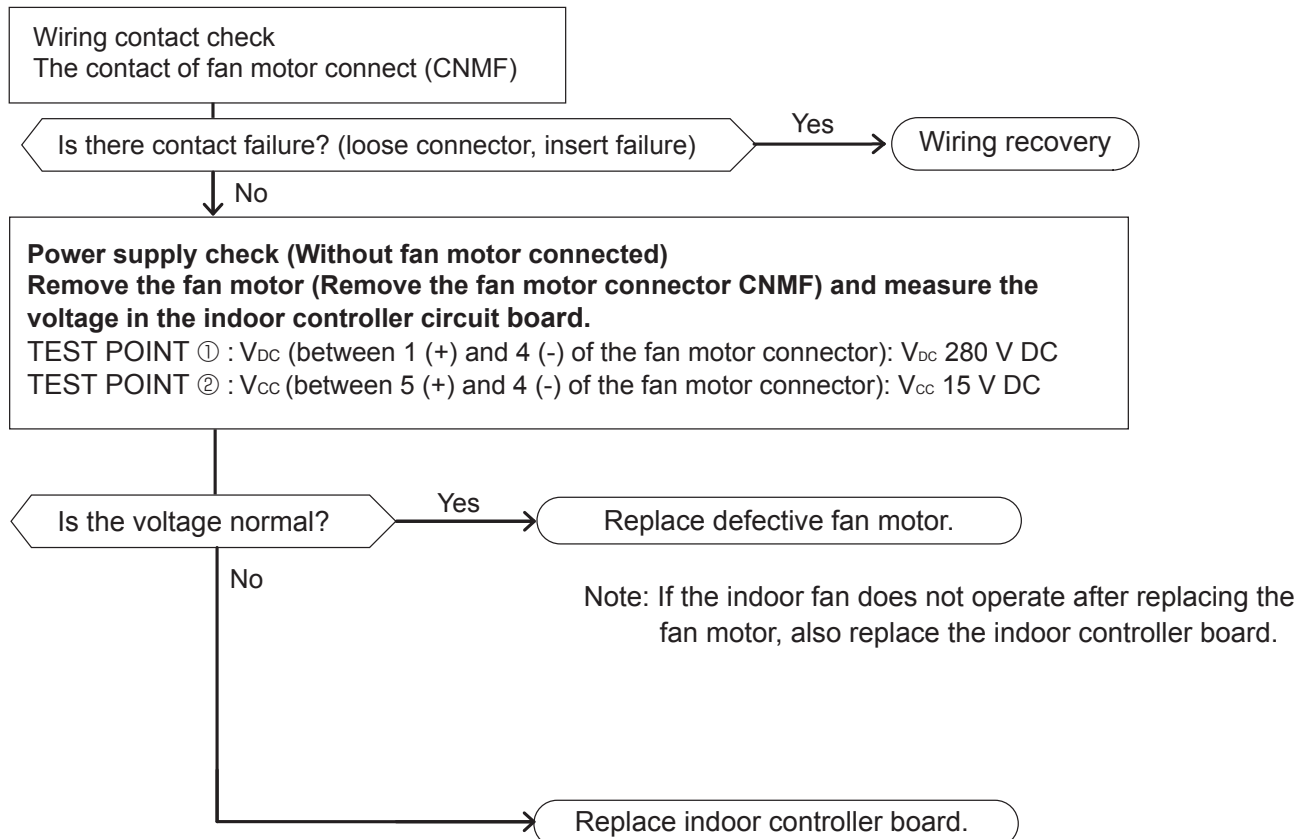 Wiring contact check
The contact of fan motor connect (CNMF)
Is there contact failure? (loose connector, insert failure)
Yes
Wiring recovery
No
Power supply check (Without fan motor connected)
Remove the fan motor (Remove the fan motor connector CNMF) and measure the
voltage in the indoor controller circuit board.
TEST POINT ① : VDC (between 1 (+) and 4 (-) of the fan motor connector): VDC 280 V DC
TEST POINT ② : VCC (between 5 (+) and 4 (-) of the fan motor connector): VCC 15 V DC
Is the voltage normal?
Yes
Replace defective fan motor.
No
Note: If the indoor fan does not operate after replacing the
fan motor, also replace the indoor controller board.
Replace indoor controller board.